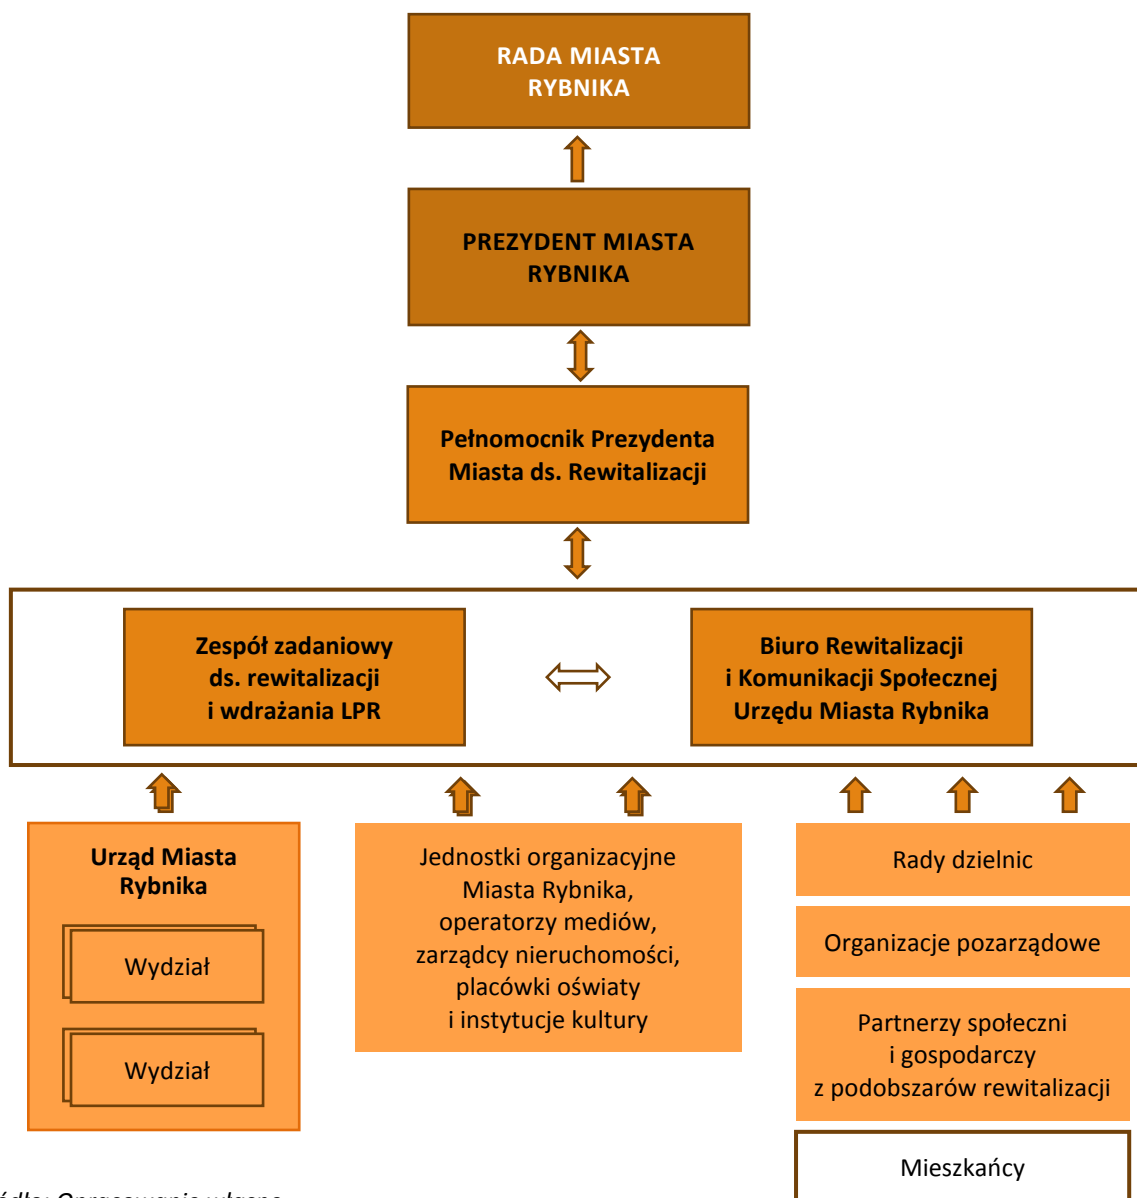 RADA MIASTA
RYBNIKA
PREZYDENT MIASTA
RYBNIKA
Pełnomocnik Prezydenta
Miasta ds. Rewitalizacji
Zespół zadaniowy
ds. rewitalizacji
i wdrażania LPR
Biuro Rewitalizacji
i Komunikacji Społecznej
Urzędu Miasta Rybnika
Urząd Miasta
Rybnika
Wydział
Wydział
Jednostki organizacyjne
Miasta Rybnika,
operatorzy mediów,
zarządcy nieruchomości,
placówki oświaty
i instytucje kultury
Rady dzielnic
Organizacje pozarządowe
Partnerzy społeczni
i gospodarczy
z podobszarów rewitalizacji
Mieszkańcy